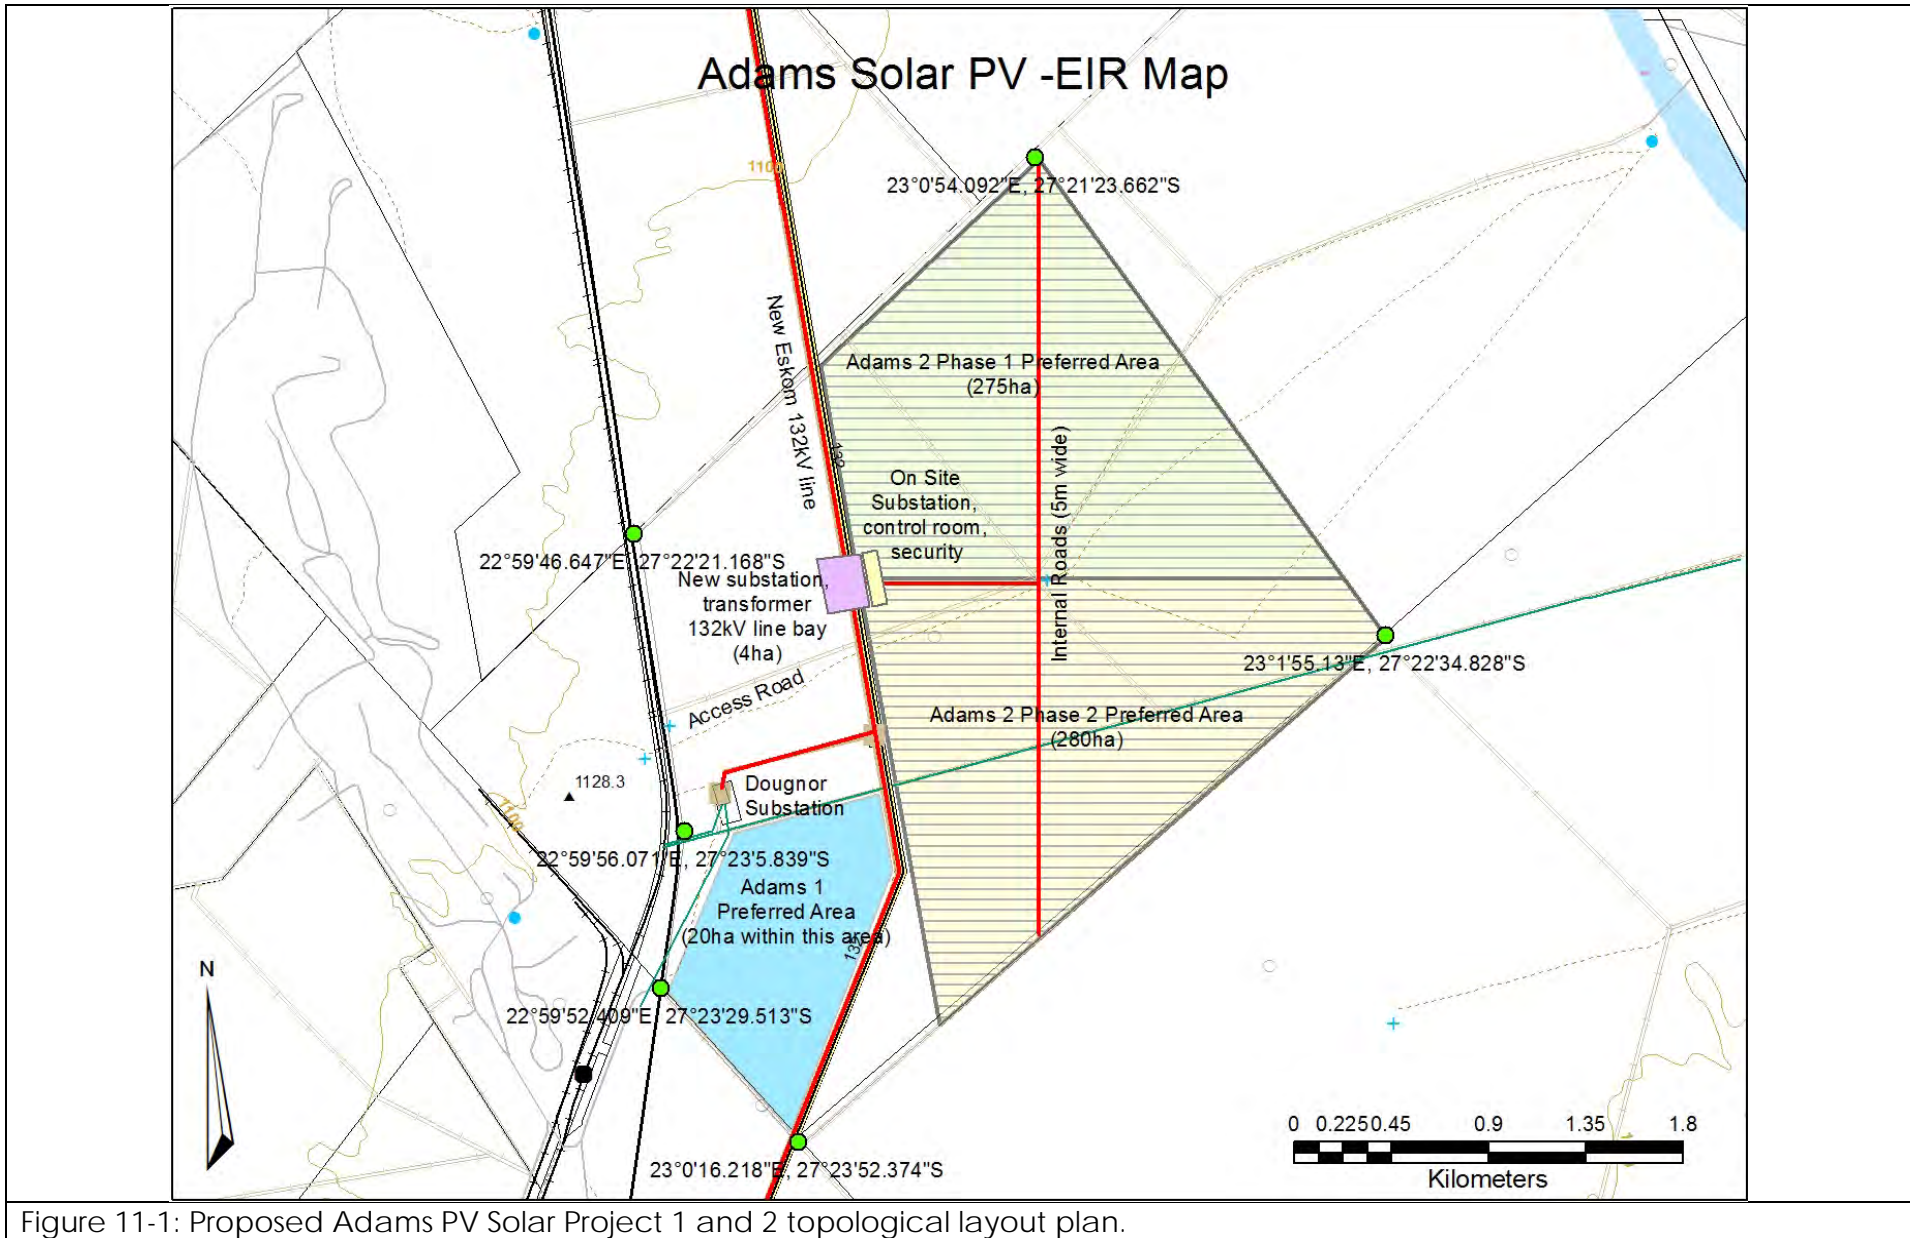 Adams Solar PV -EIR Map
1100
23°0'54.092"E, 27°21'23.662"S
New Eskom 132kV line
Adams 2 Phase 1 Preferred Area
(275ha)
132
Internal Roads (5m wide)
On Site
Substation,
control room,
security
22°59'46.647"E, 27°22'21.168"S
New substation,
transformer
132kV line bay
(4ha)
23°1'55.13"E, 27°22'34.828"S
Access Road
Adams 2 Phase 2 Preferred Area
(280ha)
1128.3
1100
Dougnor
Substation
22°59'56.071"E, 27°23'5.839"S
Adams 1
Preferred Area
(20ha within this area)
132
N
22°59'52.409"E, 27°23'29.513"S
23°0'16.218"E, 27°23'52.374"S
0 0.225 0.45 0.9 1.35 1.8
Kilometers
Figure 11-1: Proposed Adams PV Solar Project 1 and 2 topological layout plan.